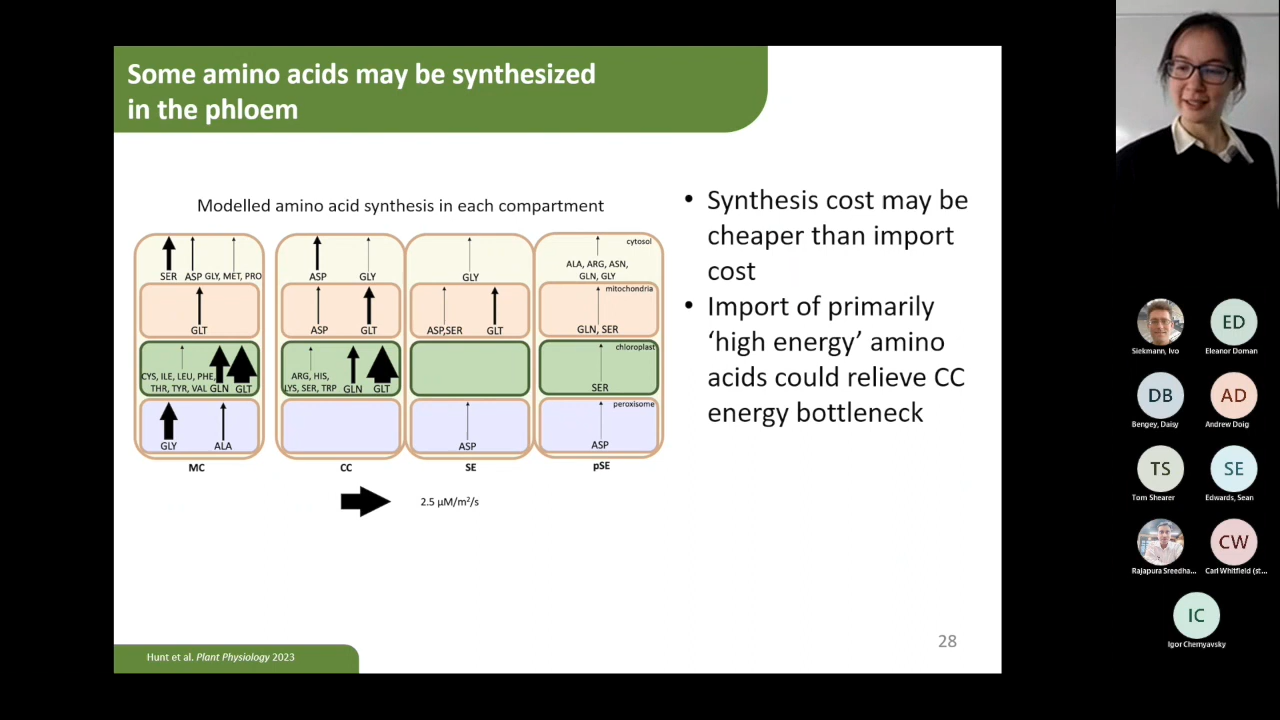 Some amino acids may be synthesized
in the phloem
Modelled amino acid synthesis in each compartment
cytosol
SER ASP GLY, MET, PRO
ASP GLY
GLY
ALA, ARG, ASN,
GLN, GLY
mitochondria
GLT
ASP GLT
ASP,SER GLT
GLN, SER
chloroplast
CYS, ILE, LEU, PHE,
THR, TYR, VAL GLN GLT
ARG, HIS,
LYS, SER, TRP GLN GLT
SER
peroxisome
GLY ALA
ASP
ASP
MC CC SE pSE
2.5 µM/m²/s
• Synthesis cost may be
cheaper than import
cost
• Import of primarily
‘high energy’ amino
acids could relieve CC
energy bottleneck
28
Hunt et al. Plant Physiology 2023
Siekmann, Ivo
ED
Eleanor Doman
DB
Bengey, Daisy
AD
Andrew Doig
TS
Tom Shearer
SE
Edwards, Sean
Rajapura Sreedha...
CW
Carl Whitfield (st...
IC
Igor Chernyavsky